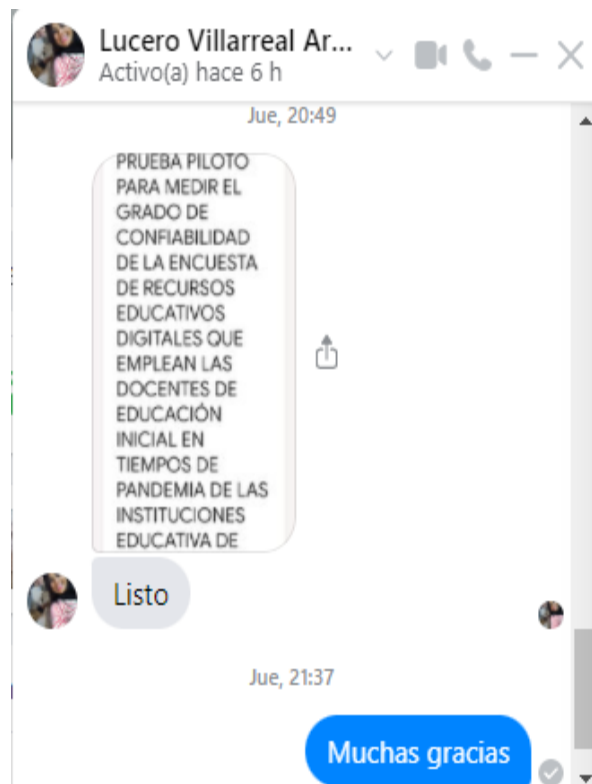 Lucero Villarreal Ar...
Activo(a) hace 6 h
Jue, 20:49
PRUEBA PILOTO
PARA MEDIR EL
GRADO DE
CONFIABILIDAD
DE LA ENCUESTA
DE RECURSOS
EDUCATIVOS
DIGITALES QUE
EMPLEAN LAS
DOCENTES DE
EDUCACIÓN
INICIAL EN
TIEMPOS DE
PANDEMIA DE LAS
INSTITUCIONES
EDUCATIVA DE
Listo
Jue, 21:37
Muchas gracias